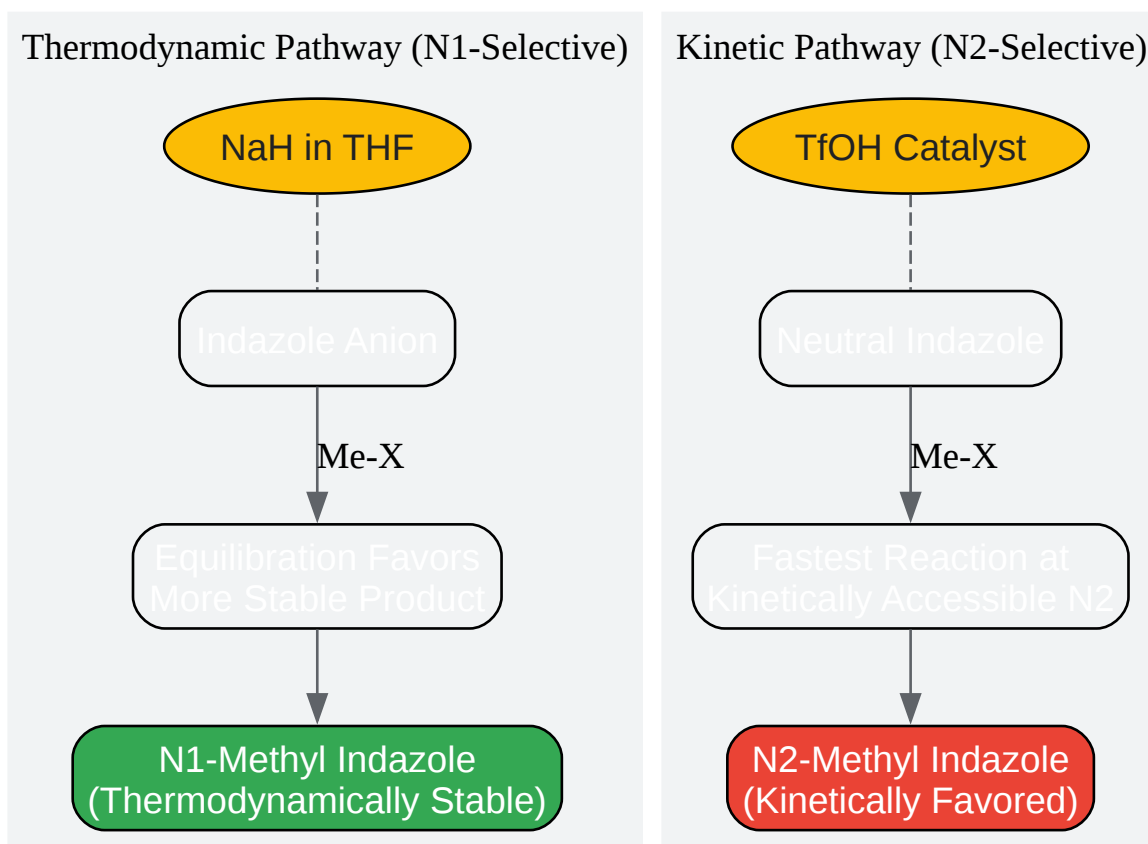 Thermodynamic Pathway (N1-Selective)
NaH in THF
Indazole Anion
Me-X
Equilibration Favors
More Stable Product
N1-Methyl Indazole
(Thermodynamically Stable)
Kinetic Pathway (N2-Selective)
TfOH Catalyst
Neutral Indazole
Me-X
Fastest Reaction at
Kinetically Accessible N2
N2-Methyl Indazole
(Kinetically Favored)